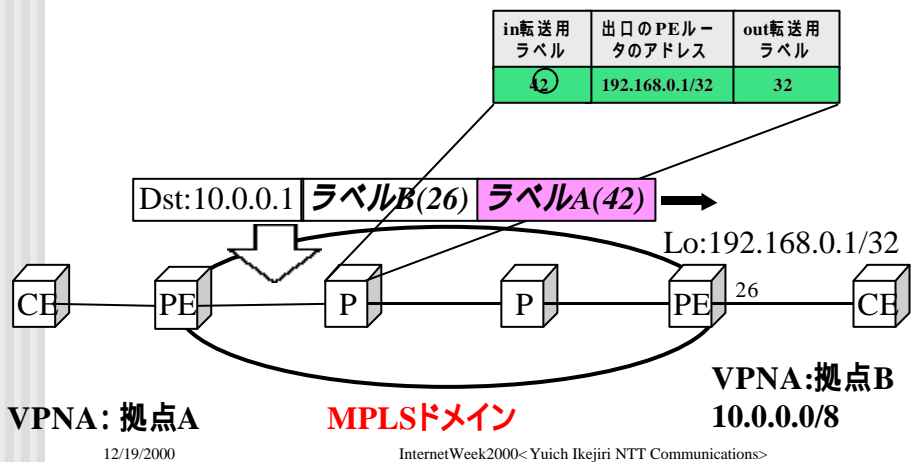 in転送用
ラベル
出口のPEルー
タのアドレス
out転送用
ラベル
42
192.168.0.1/32
32
Dst:10.0.0.1 ラベルB(26) ラベルA(42)
Lo:192.168.0.1/32
CE
PE
P
P
PE
26
CE
VPNA:拠点B
10.0.0.0/8
VPNA:拠点A
MPLSドメイン
12/19/2000
InternetWeek2000<Yuich Ikejiri NTT Communications>